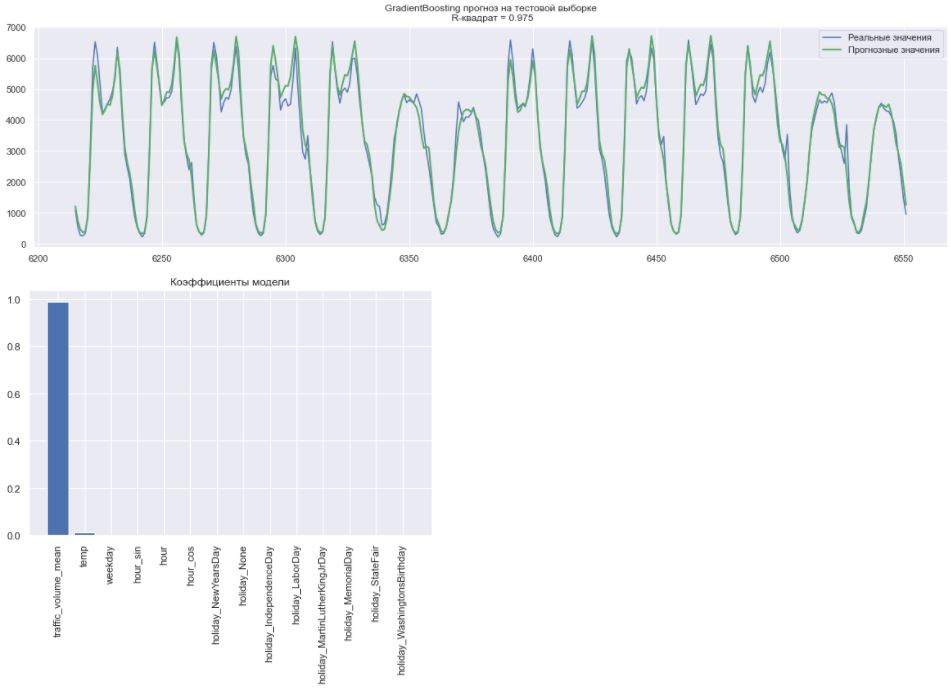 GradientBoosting прогноз на тестовой выборке
R-квадрат = 0.975
Реальные значения
Прогнозные значения
7000
6000
5000
4000
3000
2000
1000
0
6200
6250
6300
6350
6400
6450
6500
6550
Коэффициенты модели
1.0
0.8
0.6
0.4
0.2
0.0
traffic_volume_mean
temp
weekday
hour_sin
hour
hour_cos
holiday_NewYearsDay
holiday_None
holiday_IndependenceDay
holiday_LaborDay
holiday_MartinLutherKingJrDay
holiday_MemorialDay
holiday_StateFair
holiday_WashingtonsBirthday